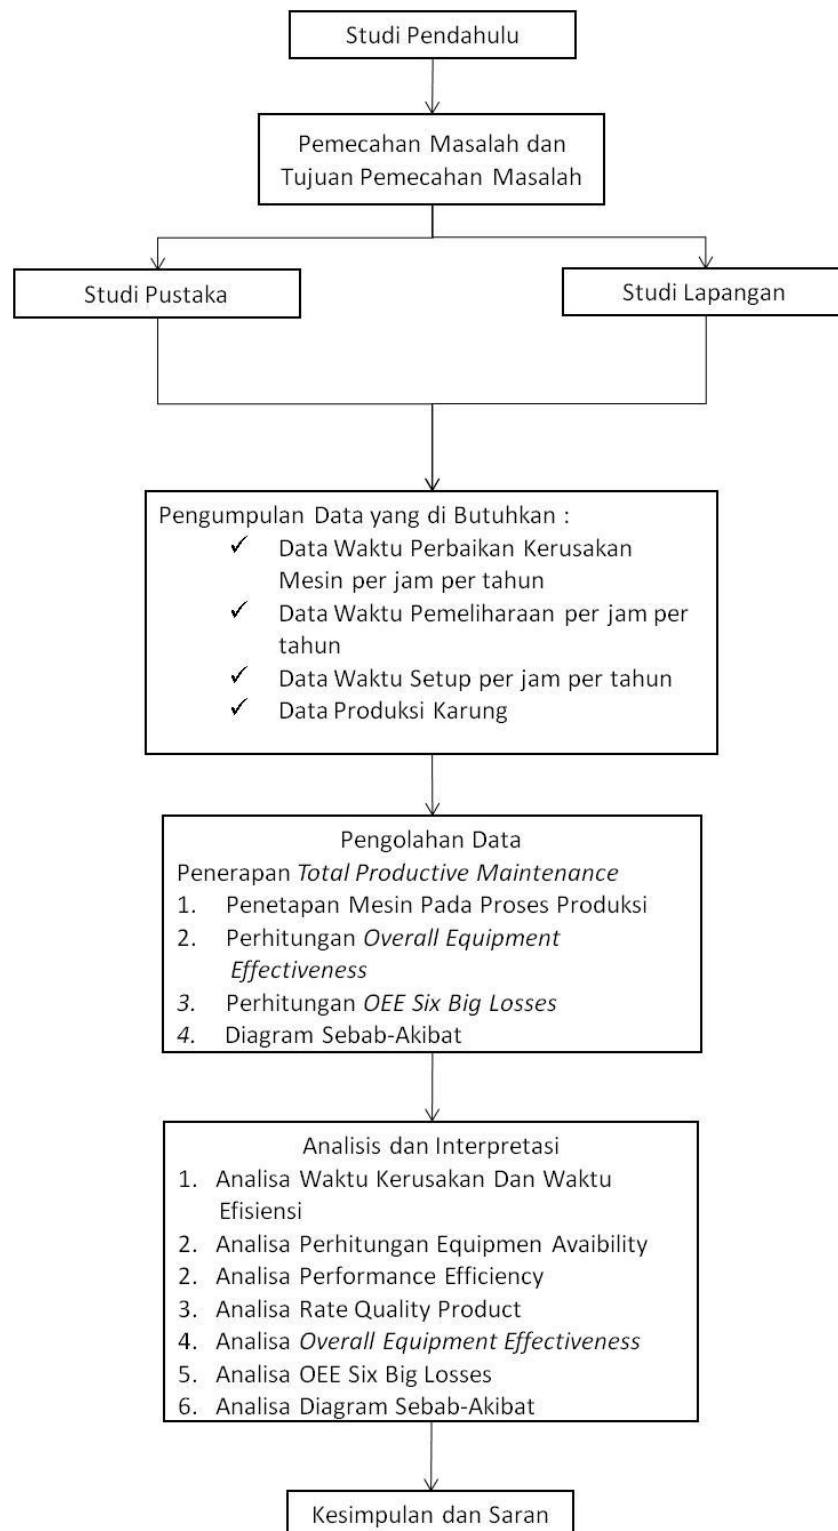 Studi Pendahulu
Pemecahan Masalah dan
Tujuan Pemecahan Masalah
Studi Pustaka
Studi Lapangan
Pengumpulan Data yang di Butuhkan :
✓ Data Waktu Perbaikan Kerusakan
Mesin per jam per tahun
✓ Data Waktu Pemeliharaan per jam per
tahun
✓ Data Waktu Setup per jam per tahun
✓ Data Produksi Karung
Pengolahan Data
Penerapan Total Productive Maintenance
1. Penetapan Mesin Pada Proses Produksi
2. Perhitungan Overall Equipment
Effectiveness
3. Perhitungan OEE Six Big Losses
4. Diagram Sebab-Akibat
Analisis dan Interpretasi
1. Analisa Waktu Kerusakan Dan Waktu
Efisiensi
2. Analisa Perhitungan Equipmen Avaibility
2. Analisa Performance Efficiency
3. Analisa Rate Quality Product
4. Analisa Overall Equipment Effectiveness
5. Analisa OEE Six Big Losses
6. Analisa Diagram Sebab-Akibat
Kesimpulan dan Saran